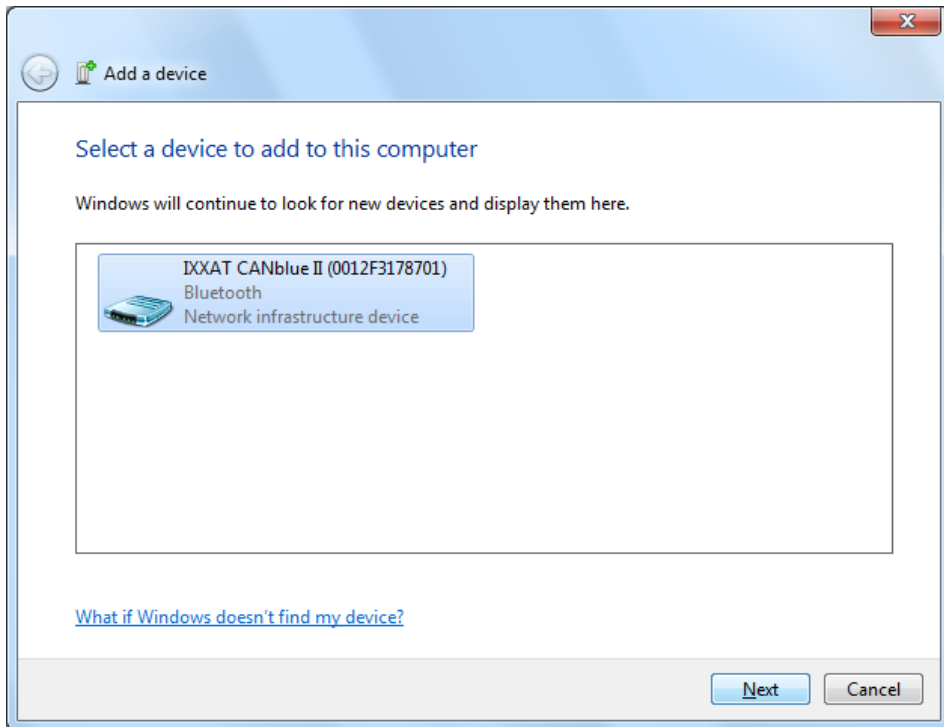 Add a device
Select a device to add to this computer
Windows will continue to look for new devices and display them here.
IXXAT CANblue II (0012F3178701)
Bluetooth
Network infrastructure device
What if Windows doesn't find my device?
Next
Cancel